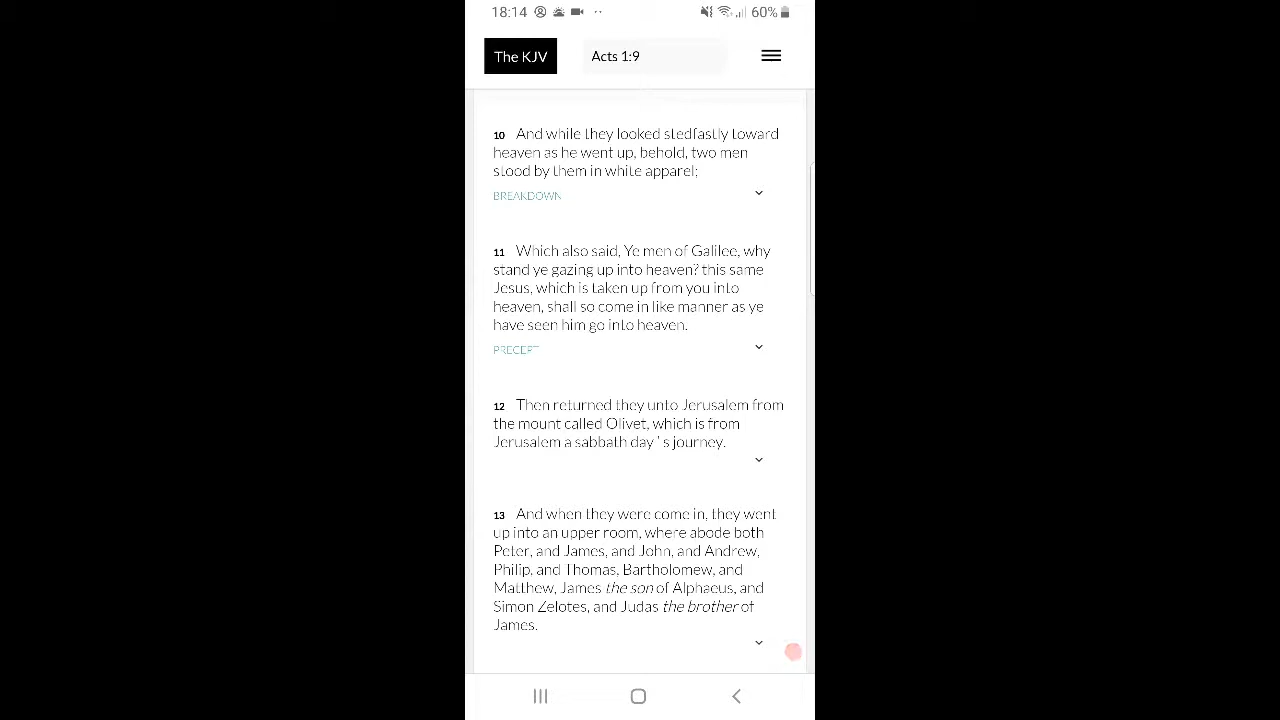 18:14 60%
The KJV Acts 1:9
10 And while they looked stedfastly toward
heaven as he went up, behold, two men
stood by them in white apparel;
BREAKDOWN
11 Which also said, Ye men of Galilee, why
stand ye gazing up into heaven? this same
Jesus, which is taken up from you into
heaven, shall so come in like manner as ye
have seen him go into heaven.
PRECEPT
12 Then returned they unto Jerusalem from
the mount called Olivet, which is from
Jerusalem a sabbath day ' s journey.
13 And when they were come in, they went
up into an upper room, where abode both
Peter, and James, and John, and Andrew,
Philip, and Thomas, Bartholomew, and
Matthew, James the son of Alphaeus, and
Simon Zelotes, and Judas the brother of
James.